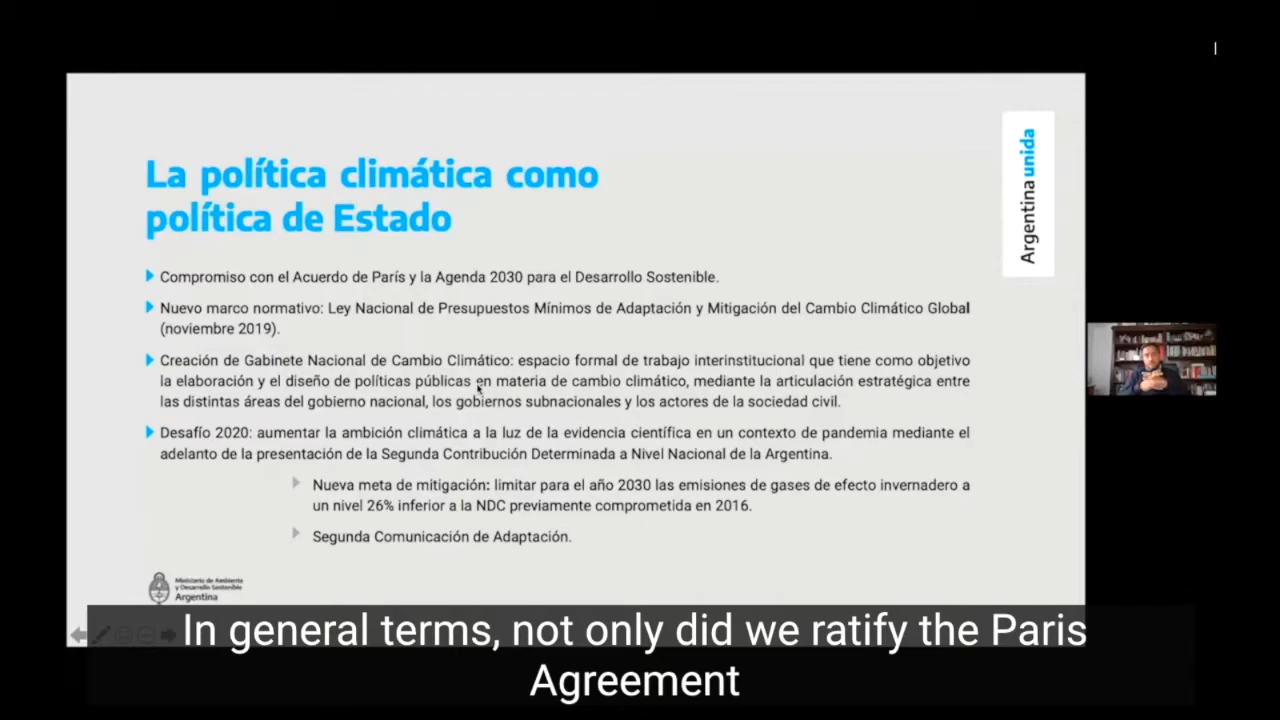 La política climática como
política de Estado
Argentina unida
Compromiso con el Acuerdo de París y la Agenda 2030 para el Desarrollo Sostenible.
Nuevo marco normativo: Ley Nacional de Presupuestos Mínimos de Adaptación y Mitigación del Cambio Climático Global
(noviembre 2019).
Creación de Gabinete Nacional de Cambio Climático: espacio formal de trabajo interinstitucional que tiene como objetivo
la elaboración y el diseño de políticas públicas en materia de cambio climático, mediante la articulación estratégica entre
las distintas áreas del gobierno nacional, los gobiernos subnacionales y los actores de la sociedad civil.
Desafío 2020: aumentar la ambición climática a la luz de la evidencia científica en un contexto de pandemia mediante el
adelanto de la presentación de la Segunda Contribución Determinada a Nivel Nacional de la Argentina.
Nueva meta de mitigación: limitar para el año 2030 las emisiones de gases de efecto invernadero a
un nivel 26% inferior a la NDC previamente comprometida en 2016.
Segunda Comunicación de Adaptación.
Ministerio de Ambiente
y Desarrollo Sostenible
Argentina
In general terms, not only did we ratify the Paris
Agreement